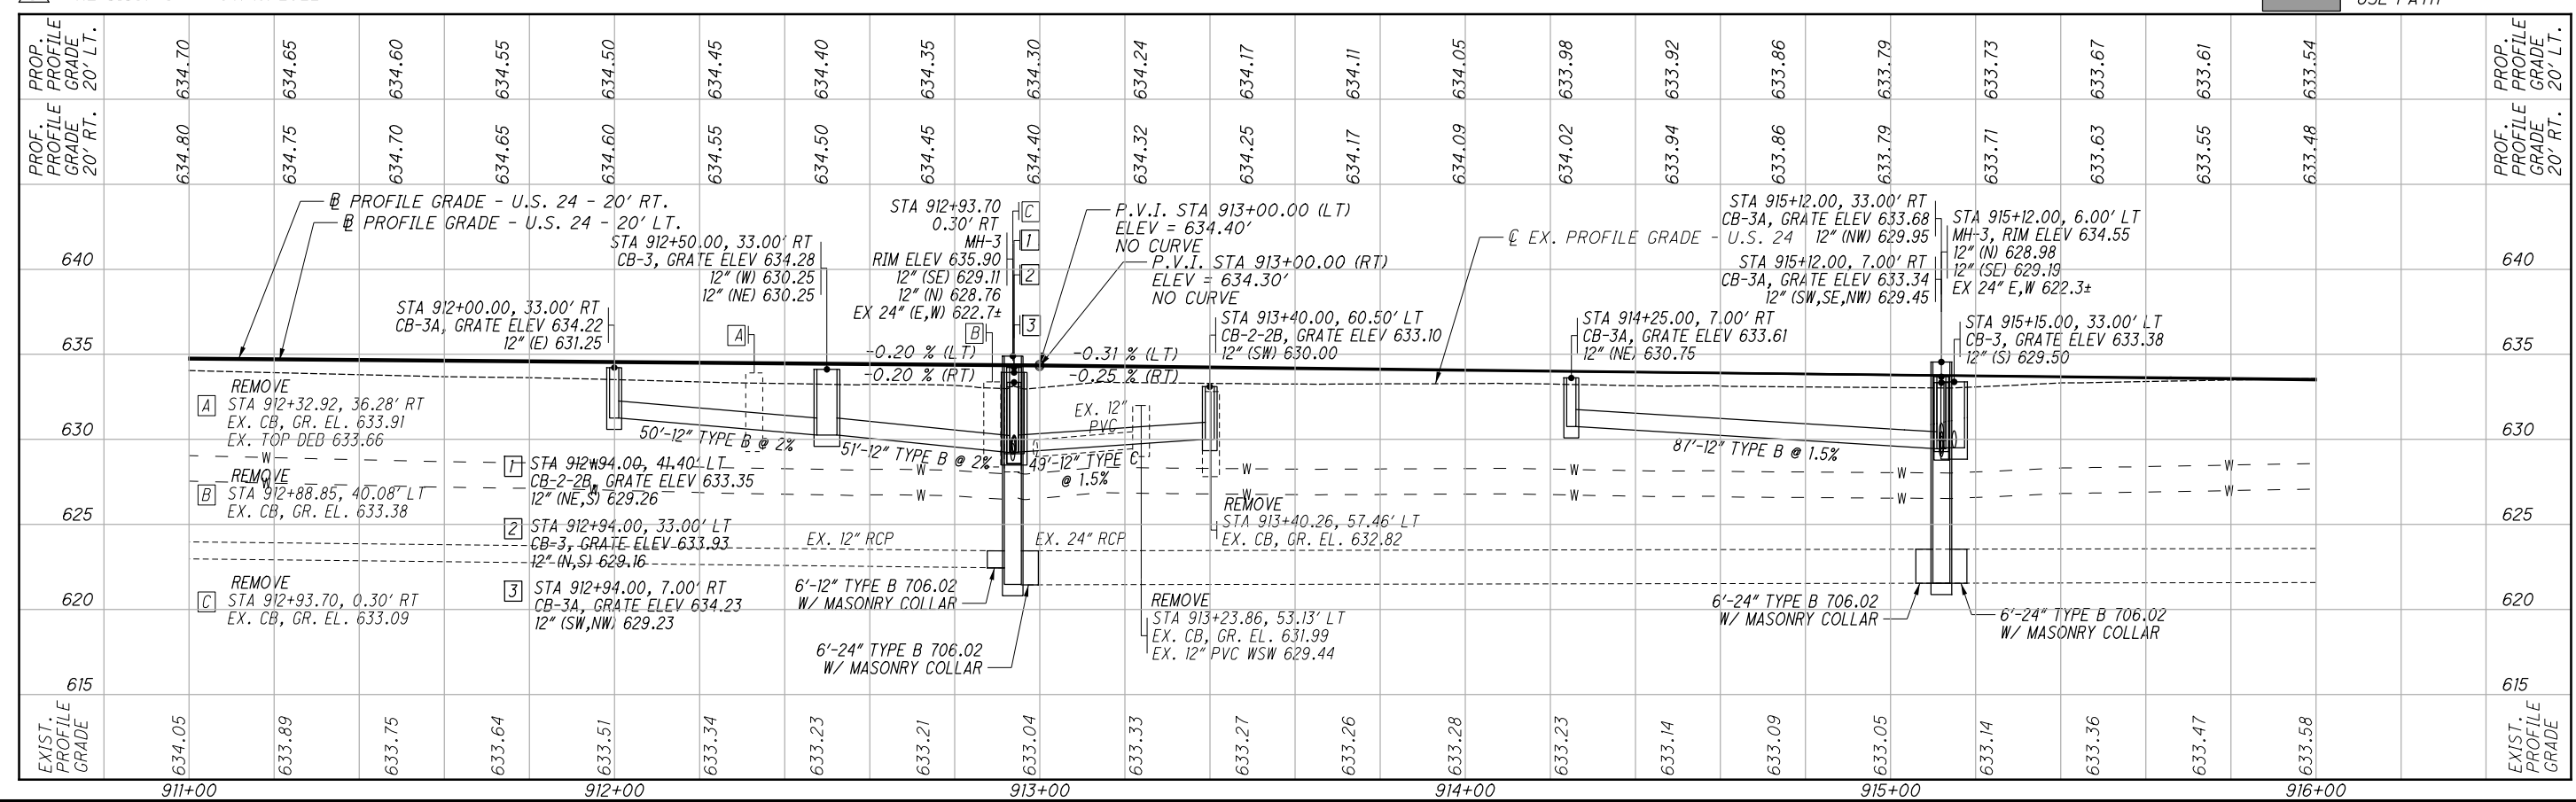 USE PATH
PROP. PROFILE GRADE 20' LT.
634.70 634.65 634.60 634.55 634.50 634.45 634.40 634.35 634.30 634.24 634.17 634.11 634.05 633.98 633.92 633.86 633.79 633.73 633.67 633.61 633.54
PROP. PROFILE GRADE 20' LT.
PROF. PROFILE GRADE 20' RT.
634.80 634.75 634.70 634.65 634.60 634.55 634.50 634.45 634.40 634.32 634.25 634.17 634.09 634.02 633.94 633.86 633.79 633.71 633.63 633.55 633.48
PROF. PROFILE GRADE 20' RT.
PROFILE GRADE - U.S. 24 - 20' RT.
PROFILE GRADE - U.S. 24 - 20' LT.
STA 912+00.00, 33.00' RT
CB-3A, GRATE ELEV 634.22
12" (E) 631.25
STA 912+50.00, 33.00' RT
CB-3, GRATE ELEV 634.28
12" (W) 630.25
12" (NE) 630.25
STA 912+93.70
0.30' RT
MH-3
RIM ELEV 635.90
12" (SE) 629.11
12" (N) 628.76
EX 24" (E,W) 622.7±
C
1
2
3
A
B
P.V.I. STA 913+00.00 (LT)
ELEV = 634.40'
NO CURVE
P.V.I. STA 913+00.00 (RT)
ELEV = 634.30'
NO CURVE
STA 913+40.00, 60.50' LT
CB-2-2B, GRATE ELEV 633.10
12" (SW) 630.00
℄ EX. PROFILE GRADE - U.S. 24
STA 914+25.00, 7.00' RT
CB-3A, GRATE ELEV 633.61
12" (NE) 630.75
STA 915+12.00, 33.00' RT
CB-3A, GRATE ELEV 633.68
12" (NW) 629.95
STA 915+12.00, 7.00' RT
CB-3A, GRATE ELEV 633.34
12" (SW,SE,NW) 629.45
STA 915+12.00, 6.00' LT
MH-3, RIM ELEV 634.55
12" (N) 628.98
12" (SE) 629.19
EX 24" E,W 622.3±
STA 915+15.00, 33.00' LT
CB-3, GRATE ELEV 633.38
12" (S) 629.50
640 640
635 635
630 630
625 625
620 620
615 615
-0.20 % (LT)
-0.20 % (RT)
-0.31 % (LT)
-0.25 % (RT)
EX. 12"
PVC
50'-12" TYPE B @ 2%
51'-12" TYPE B @ 2%
49'-12" TYPE C
@ 1.5%
87'-12" TYPE B @ 1.5%
REMOVE
A STA 912+32.92, 36.28' RT
EX. CB, GR. EL. 633.91
EX. TOP DEB 633.66
REMOVE
B STA 912+88.85, 40.08' LT
EX. CB, GR. EL. 633.38
REMOVE
C STA 912+93.70, 0.30' RT
EX. CB, GR. EL. 633.09
1 STA 912+94.00, 41.40' LT
CB-2-2B, GRATE ELEV 633.35
12" (NE,S) 629.26
2 STA 912+94.00, 33.00' LT
CB-3, GRATE ELEV 633.93
12" (N,S) 629.16
3 STA 912+94.00, 7.00' RT
CB-3A, GRATE ELEV 634.23
12" (SW,NW) 629.23
W W W W W W W
W W W W W W W
EX. 12" RCP
EX. 24" RCP
6'-12" TYPE B 706.02
W/ MASONRY COLLAR
6'-24" TYPE B 706.02
W/ MASONRY COLLAR
REMOVE
STA 913+40.26, 57.46' LT
EX. CB, GR. EL. 632.82
REMOVE
STA 913+23.86, 53.13' LT
EX. CB, GR. EL. 631.99
EX. 12" PVC WSW 629.44
6'-24" TYPE B 706.02
W/ MASONRY COLLAR
6'-24" TYPE B 706.02
W/ MASONRY COLLAR
EXIST. PROFILE GRADE
634.05 633.89 633.75 633.64 633.51 633.34 633.23 633.21 633.04 633.33 633.27 633.26 633.28 633.23 633.14 633.09 633.05 633.14 633.36 633.47 633.58
EXIST. PROFILE GRADE
911+00 912+00 913+00 914+00 915+00 916+00